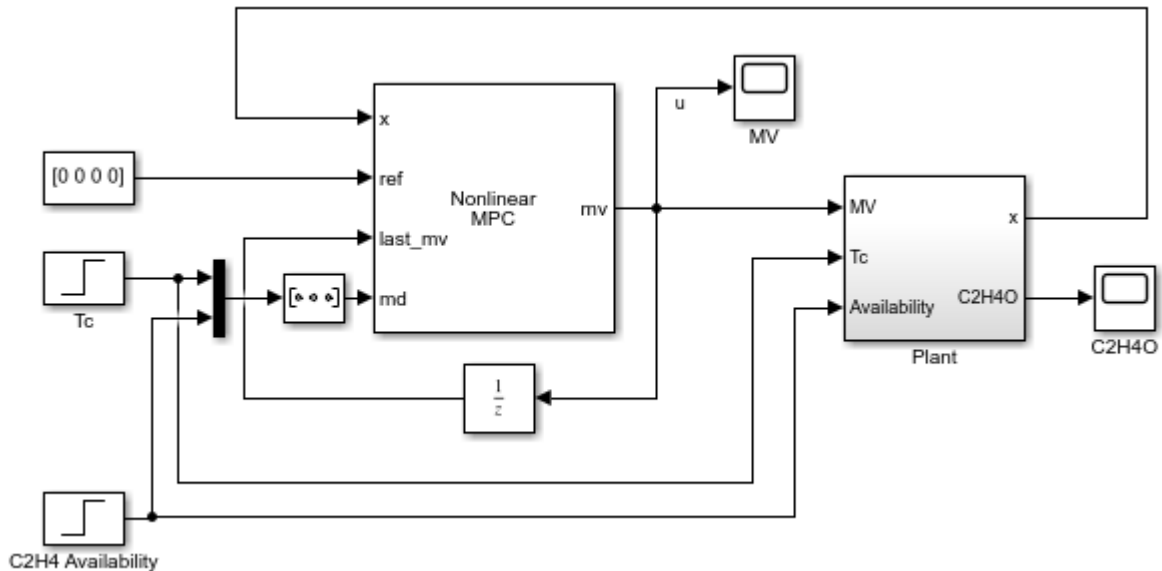 x
[0 0 0 0]
ref
Nonlinear
MPC
mv
last_mv
md
u
MV
MV
x
Tc
Availability
C2H4O
Plant
C2H4O
Tc
1
z
C2H4 Availability